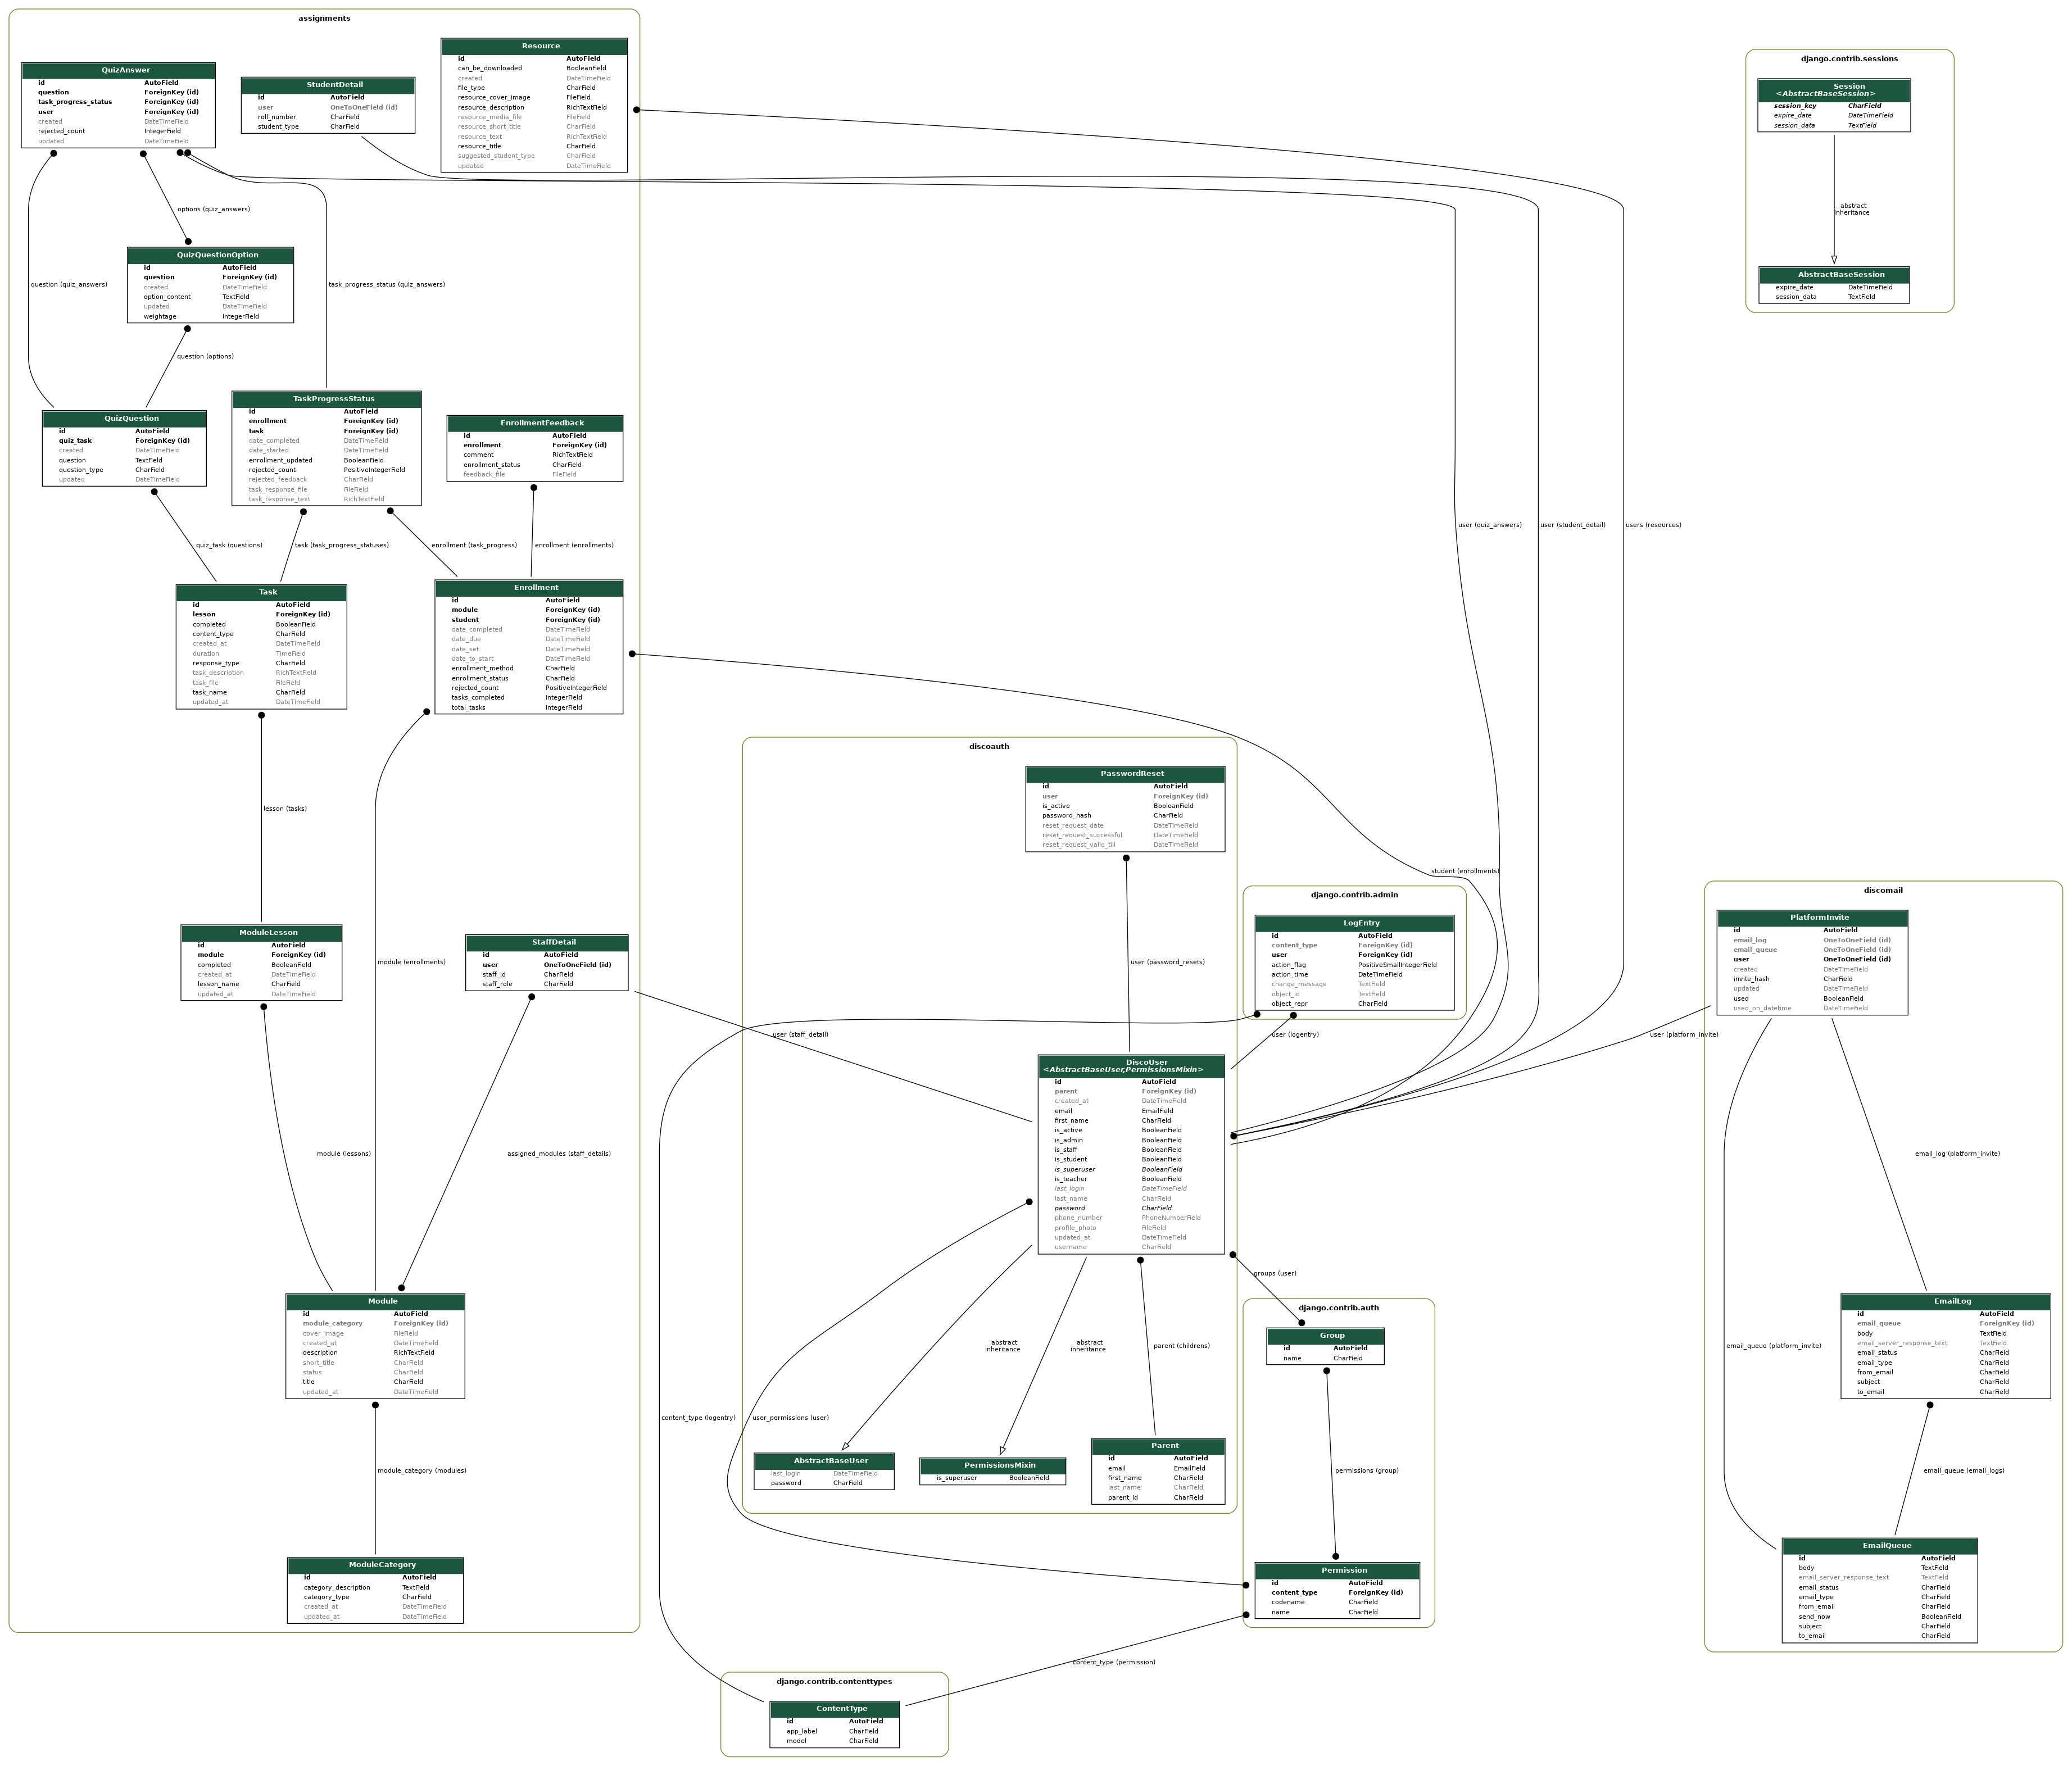 assignments
Resource
id AutoField
can_be_downloaded BooleanField
created DateTimeField
file_type CharField
resource_cover_image FileField
resource_description RichTextField
resource_media_file FileField
resource_short_title CharField
resource_text RichTextField
resource_title CharField
suggested_student_type CharField
updated DateTimeField
QuizAnswer
id AutoField
question ForeignKey (id)
task_progress_status ForeignKey (id)
user ForeignKey (id)
created DateTimeField
rejected_count IntegerField
updated DateTimeField
StudentDetail
id AutoField
user OneToOneField (id)
roll_number CharField
student_type CharField
options (quiz_answers)
question (quiz_answers)
task_progress_status (quiz_answers)
QuizQuestionOption
id AutoField
question ForeignKey (id)
created DateTimeField
option_content TextField
updated DateTimeField
weightage IntegerField
question (options)
QuizQuestion
id AutoField
quiz_task ForeignKey (id)
created DateTimeField
question TextField
question_type CharField
updated DateTimeField
TaskProgressStatus
id AutoField
enrollment ForeignKey (id)
task ForeignKey (id)
date_completed DateTimeField
date_started DateTimeField
enrollment_updated BooleanField
rejected_count PositiveIntegerField
rejected_feedback CharField
task_response_file FileField
task_response_text RichTextField
EnrollmentFeedback
id AutoField
enrollment ForeignKey (id)
comment RichTextField
enrollment_status CharField
feedback_file FileField
quiz_task (questions)
task (task_progress_statuses)
enrollment (task_progress)
enrollment (enrollments)
Task
id AutoField
lesson ForeignKey (id)
completed BooleanField
content_type CharField
created_at DateTimeField
duration TimeField
response_type CharField
task_description RichTextField
task_file FileField
task_name CharField
updated_at DateTimeField
Enrollment
id AutoField
module ForeignKey (id)
student ForeignKey (id)
date_completed DateTimeField
date_due DateTimeField
date_set DateTimeField
date_to_start DateTimeField
enrollment_method CharField
enrollment_status CharField
rejected_count PositiveIntegerField
tasks_completed IntegerField
total_tasks IntegerField
lesson (tasks)
module (enrollments)
ModuleLesson
id AutoField
module ForeignKey (id)
completed BooleanField
created_at DateTimeField
lesson_name CharField
updated_at DateTimeField
StaffDetail
id AutoField
user OneToOneField (id)
staff_id CharField
staff_role CharField
module (lessons)
assigned_modules (staff_details)
Module
id AutoField
module_category ForeignKey (id)
cover_image FileField
created_at DateTimeField
description RichTextField
short_title CharField
status CharField
title CharField
updated_at DateTimeField
module_category (modules)
ModuleCategory
id AutoField
category_description TextField
category_type CharField
created_at DateTimeField
updated_at DateTimeField
django.contrib.sessions
Session
<AbstractBaseSession>
session_key CharField
expire_date DateTimeField
session_data TextField
abstract
inheritance
AbstractBaseSession
expire_date DateTimeField
session_data TextField
user (quiz_answers)
user (student_detail)
users (resources)
student (enrollments)
discoauth
PasswordReset
id AutoField
user ForeignKey (id)
is_active BooleanField
password_hash CharField
reset_request_date DateTimeField
reset_request_successful DateTimeField
reset_request_valid_till DateTimeField
user (password_resets)
user (staff_detail)
django.contrib.admin
LogEntry
id AutoField
content_type ForeignKey (id)
user ForeignKey (id)
action_flag PositiveSmallIntegerField
action_time DateTimeField
change_message TextField
object_id TextField
object_repr CharField
user (logentry)
DiscoUser
<AbstractBaseUser,PermissionsMixin>
id AutoField
parent ForeignKey (id)
created_at DateTimeField
email EmailField
first_name CharField
is_active BooleanField
is_admin BooleanField
is_staff BooleanField
is_student BooleanField
is_superuser BooleanField
is_teacher BooleanField
last_login DateTimeField
last_name CharField
password CharField
phone_number PhoneNumberField
profile_photo FileField
updated_at DateTimeField
username CharField
groups (user)
abstract
inheritance
abstract
inheritance
parent (childrens)
content_type (logentry)
user_permissions (user)
AbstractBaseUser
last_login DateTimeField
password CharField
PermissionsMixin
is_superuser BooleanField
Parent
id AutoField
email EmailField
first_name CharField
last_name CharField
parent_id CharField
django.contrib.auth
Group
id AutoField
name CharField
permissions (group)
Permission
id AutoField
content_type ForeignKey (id)
codename CharField
name CharField
content_type (permission)
django.contrib.contenttypes
ContentType
id AutoField
app_label CharField
model CharField
discomail
PlatformInvite
id AutoField
email_log OneToOneField (id)
email_queue OneToOneField (id)
user OneToOneField (id)
created DateTimeField
invite_hash CharField
updated DateTimeField
used BooleanField
used_on_datetime DateTimeField
user (platform_invite)
email_log (platform_invite)
email_queue (platform_invite)
EmailLog
id AutoField
email_queue ForeignKey (id)
body TextField
email_server_response_text TextField
email_status CharField
email_type CharField
from_email CharField
subject CharField
to_email CharField
email_queue (email_logs)
EmailQueue
id AutoField
body TextField
email_server_response_text TextField
email_status CharField
email_type CharField
from_email CharField
send_now BooleanField
subject CharField
to_email CharField